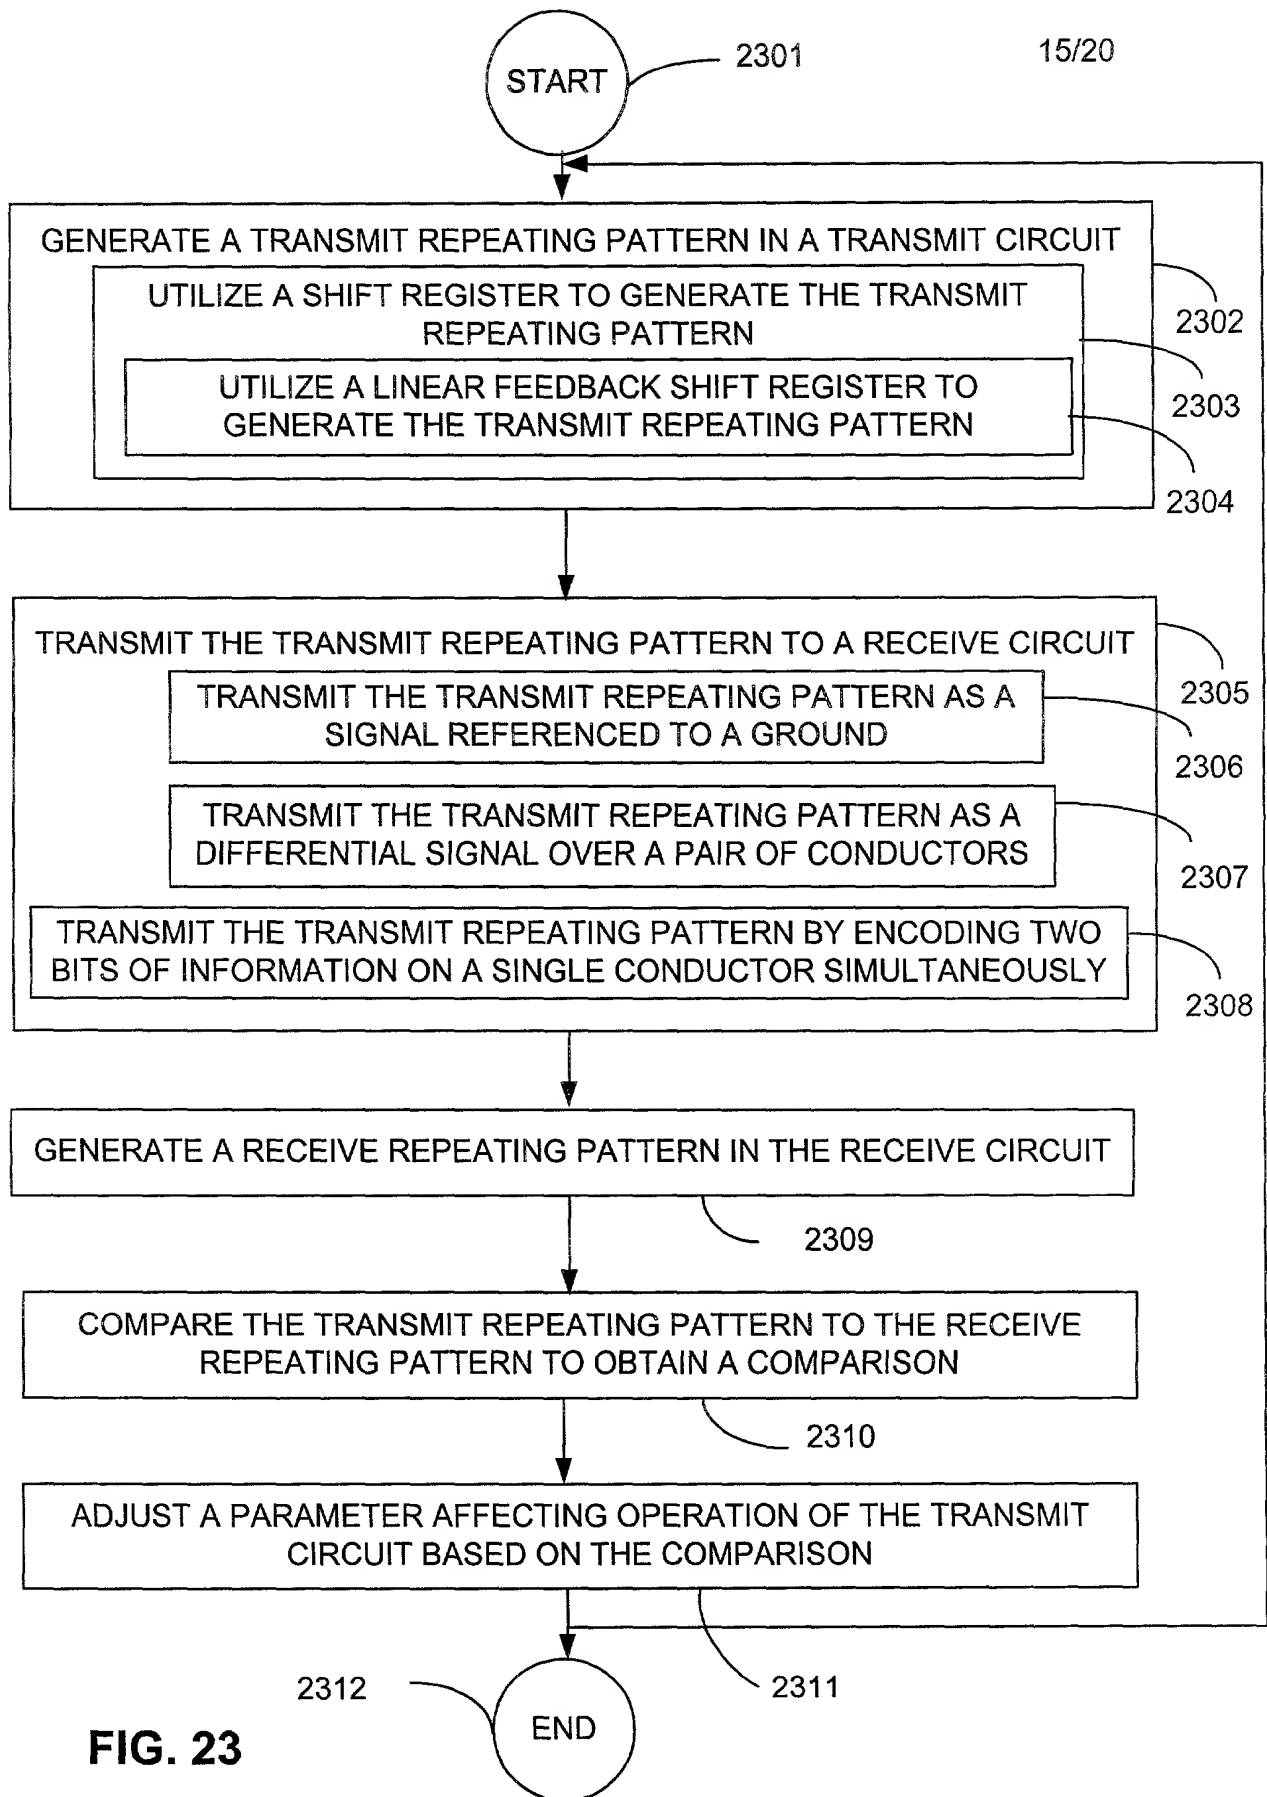 2301
15/20
START
GENERATE A TRANSMIT REPEATING PATTERN IN A TRANSMIT CIRCUIT
UTILIZE A SHIFT REGISTER TO GENERATE THE TRANSMIT
REPEATING PATTERN
2302
UTILIZE A LINEAR FEEDBACK SHIFT REGISTER TO
GENERATE THE TRANSMIT REPEATING PATTERN
2303
2304
TRANSMIT THE TRANSMIT REPEATING PATTERN TO A RECEIVE CIRCUIT
2305
TRANSMIT THE TRANSMIT REPEATING PATTERN AS A
SIGNAL REFERENCED TO A GROUND
2306
TRANSMIT THE TRANSMIT REPEATING PATTERN AS A
DIFFERENTIAL SIGNAL OVER A PAIR OF CONDUCTORS
2307
TRANSMIT THE TRANSMIT REPEATING PATTERN BY ENCODING TWO
BITS OF INFORMATION ON A SINGLE CONDUCTOR SIMULTANEOUSLY
2308
GENERATE A RECEIVE REPEATING PATTERN IN THE RECEIVE CIRCUIT
2309
COMPARE THE TRANSMIT REPEATING PATTERN TO THE RECEIVE
REPEATING PATTERN TO OBTAIN A COMPARISON
2310
ADJUST A PARAMETER AFFECTING OPERATION OF THE TRANSMIT
CIRCUIT BASED ON THE COMPARISON
2311
2312
END
FIG. 23